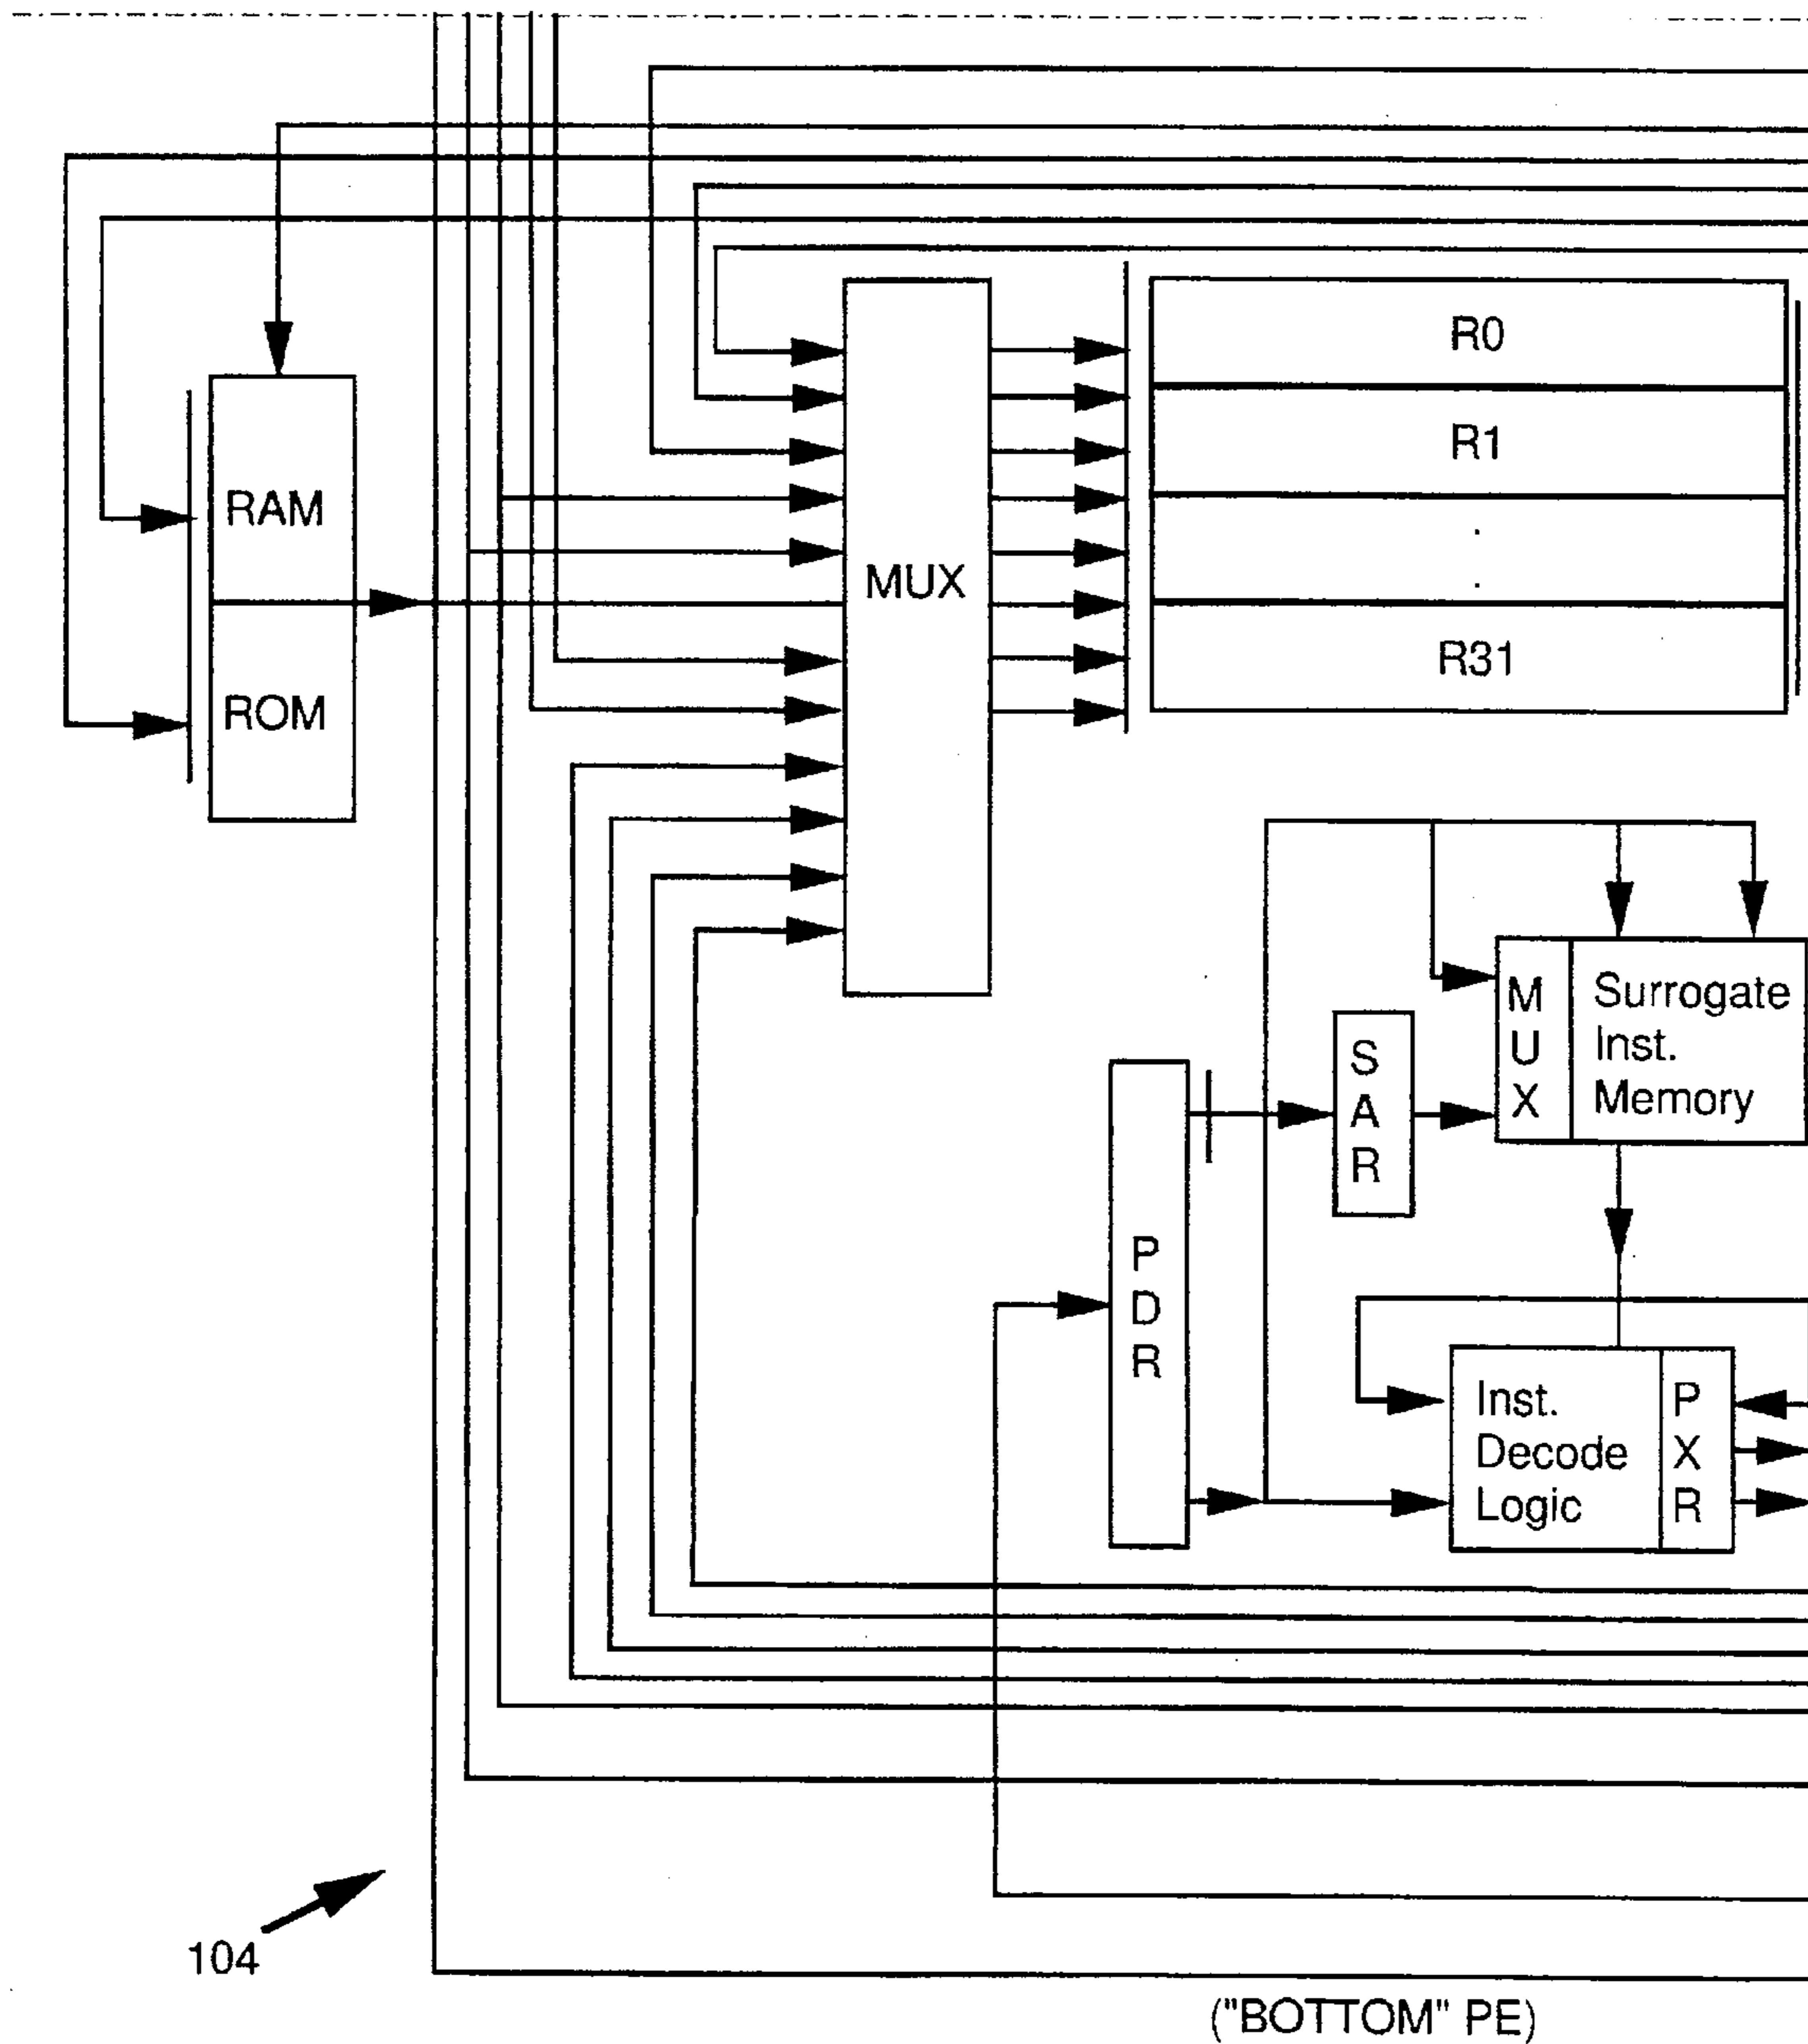 R0
R1
RAM
MUX
.
.
R31
ROM
M
U
X
Surrogate
Inst.
Memory
S
A
R
P
D
R
Inst.
Decode
Logic
P
X
R
104
("BOTTOM" PE)